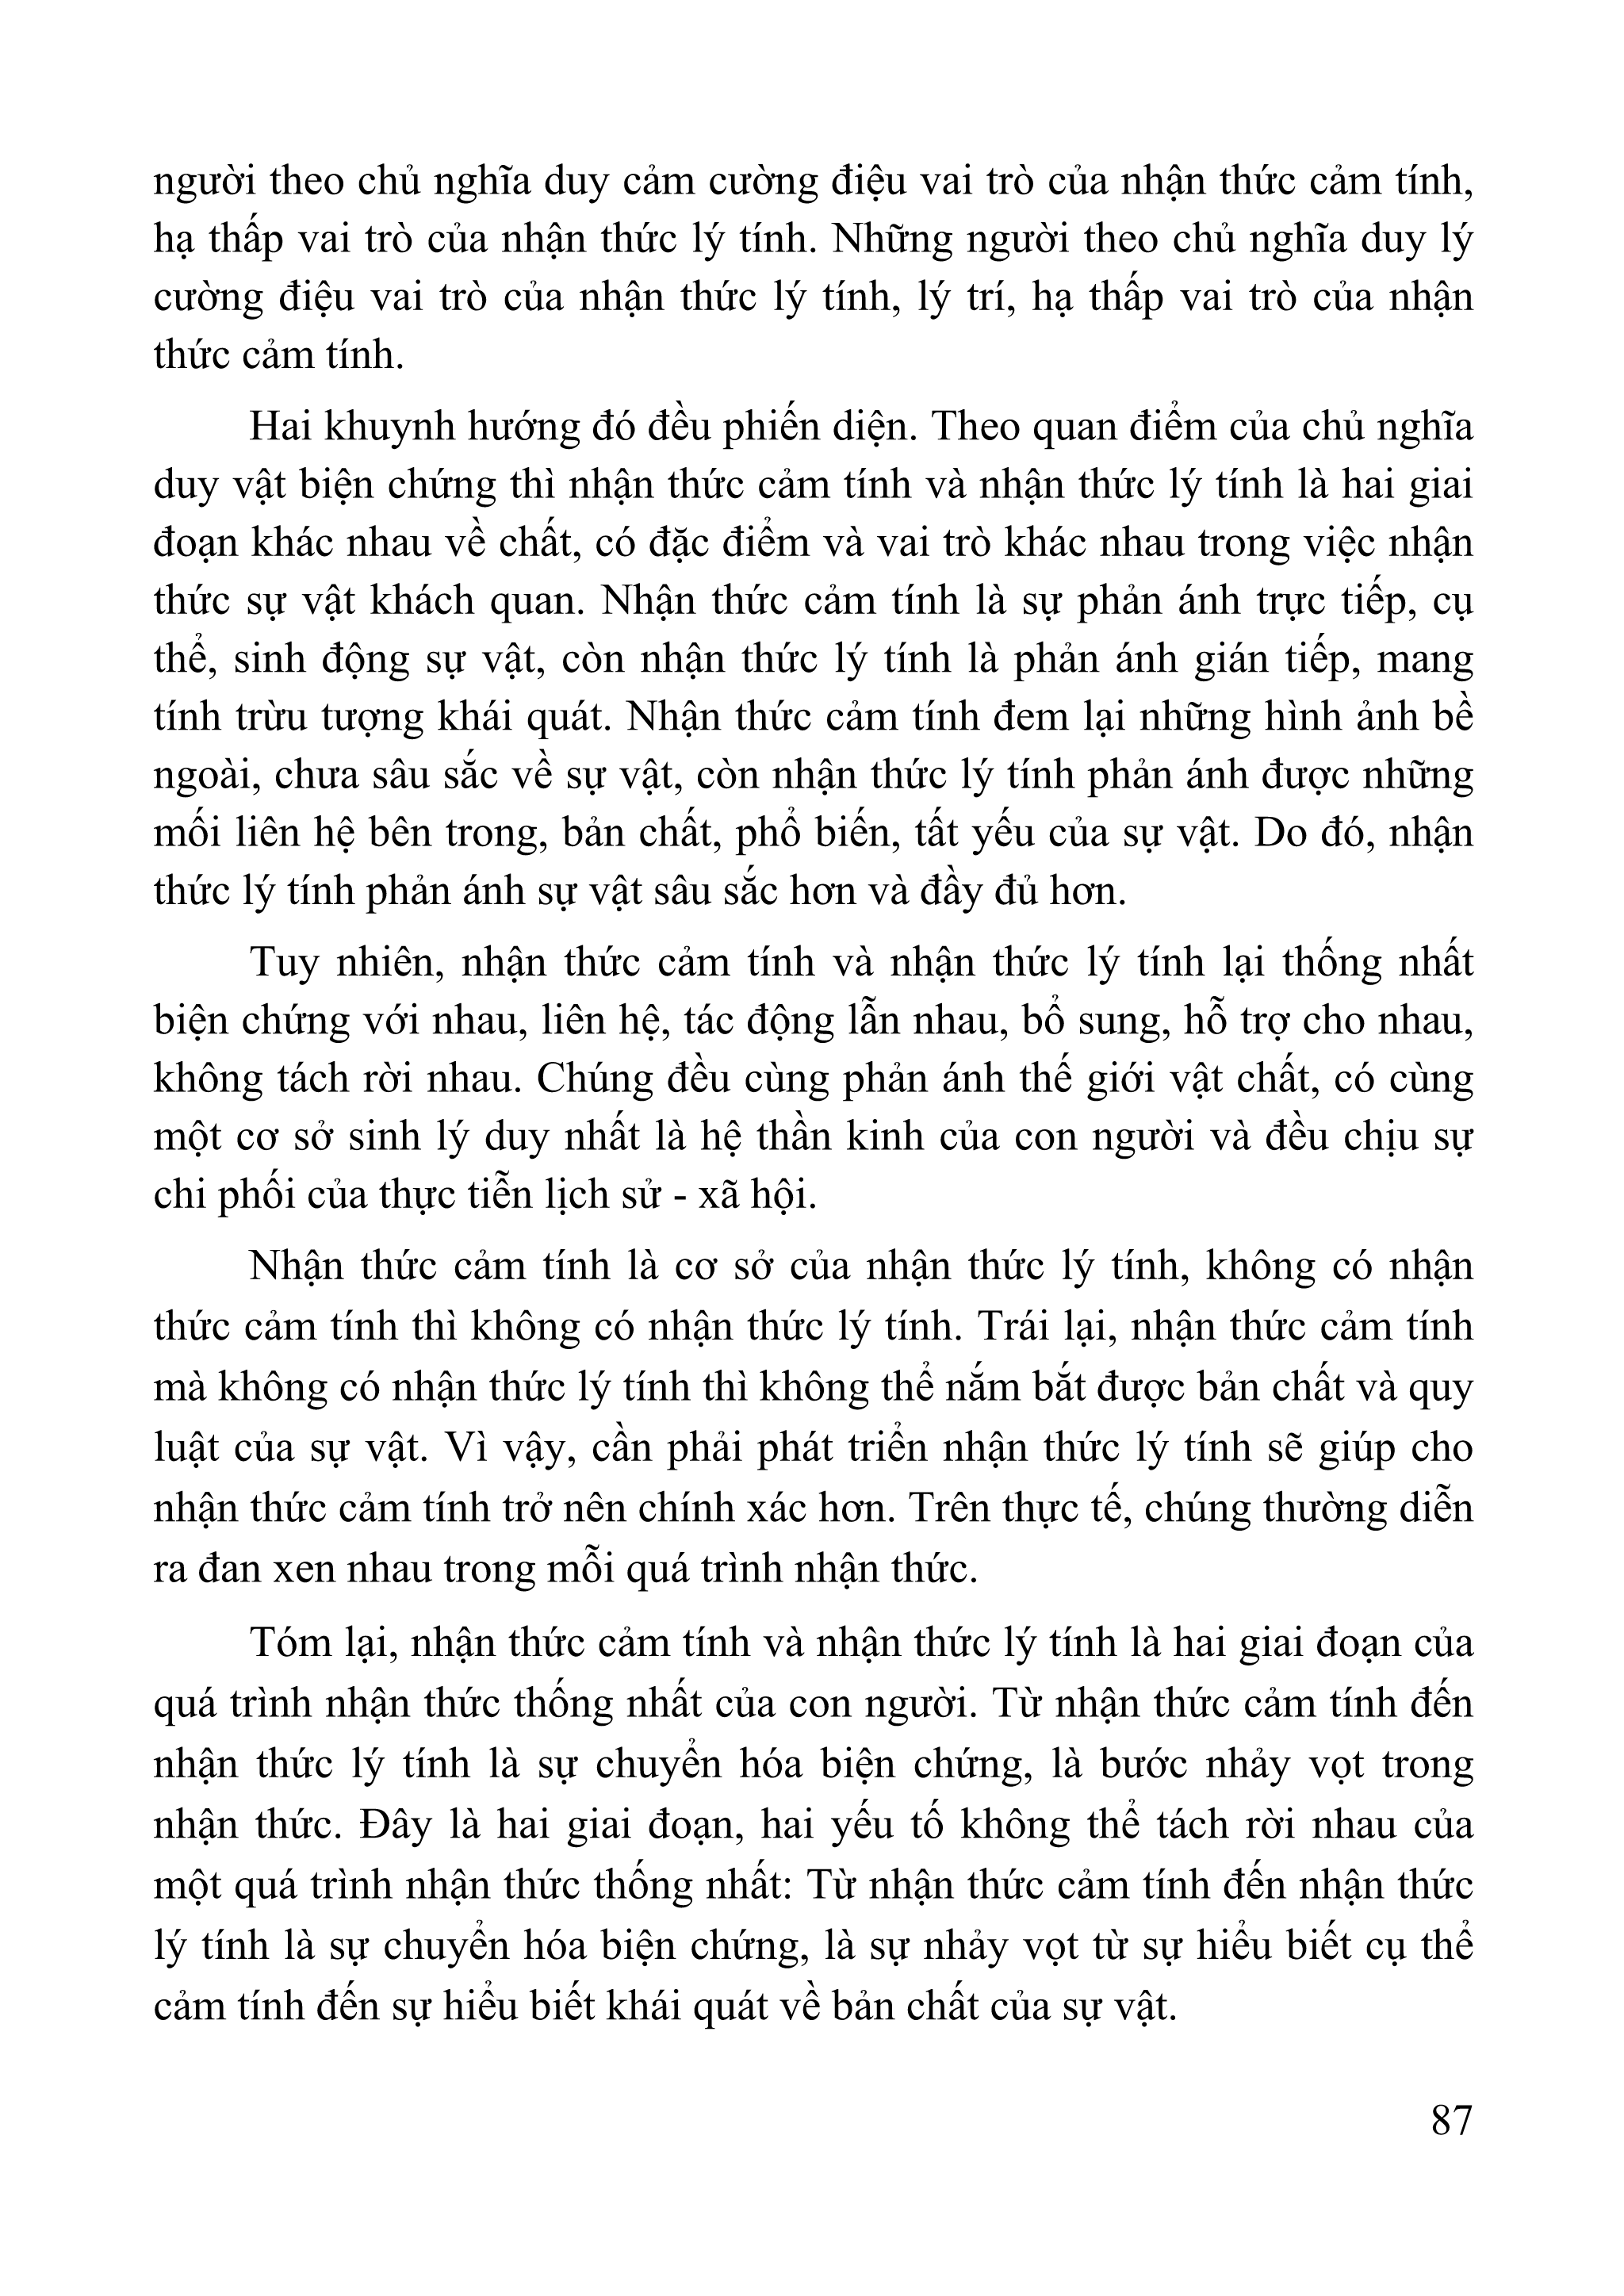 người theo chủ nghĩa duy cảm cường điệu vai trò của nhận thức cảm tính,
hạ thấp vai trò của nhận thức lý tính. Những người theo chủ nghĩa duy lý
cường điệu vai trò của nhận thức lý tính, lý trí, hạ thấp vai trò của nhận
thức cảm tính.
Hai khuynh hướng đó đều phiến diện. Theo quan điểm của chủ nghĩa
duy vật biện chứng thì nhận thức cảm tính và nhận thức lý tính là hai giai
đoạn khác nhau về chất, có đặc điểm và vai trò khác nhau trong việc nhận
thức sự vật khách quan. Nhận thức cảm tính là sự phản ánh trực tiếp, cụ
thể, sinh động sự vật, còn nhận thức lý tính là phản ánh gián tiếp, mang
tính trừu tượng khái quát. Nhận thức cảm tính đem lại những hình ảnh bề
ngoài, chưa sâu sắc về sự vật, còn nhận thức lý tính phản ánh được những
mối liên hệ bên trong, bản chất, phổ biến, tất yếu của sự vật. Do đó, nhận
thức lý tính phản ánh sự vật sâu sắc hơn và đầy đủ hơn.
Tuy nhiên, nhận thức cảm tính và nhận thức lý tính lại thống nhất
biện chứng với nhau, liên hệ, tác động lẫn nhau, bổ sung, hỗ trợ cho nhau,
không tách rời nhau. Chúng đều cùng phản ánh thế giới vật chất, có cùng
một cơ sở sinh lý duy nhất là hệ thần kinh của con người và đều chịu sự
chi phối của thực tiễn lịch sử - xã hội.
Nhận thức cảm tính là cơ sở của nhận thức lý tính, không có nhận
thức cảm tính thì không có nhận thức lý tính. Trái lại, nhận thức cảm tính
mà không có nhận thức lý tính thì không thể nắm bắt được bản chất và quy
luật của sự vật. Vì vậy, cần phải phát triển nhận thức lý tính sẽ giúp cho
nhận thức cảm tính trở nên chính xác hơn. Trên thực tế, chúng thường diễn
ra đan xen nhau trong mỗi quá trình nhận thức.
Tóm lại, nhận thức cảm tính và nhận thức lý tính là hai giai đoạn của
quá trình nhận thức thống nhất của con người. Từ nhận thức cảm tính đến
nhận thức lý tính là sự chuyển hóa biện chứng, là bước nhảy vọt trong
nhận thức. Đây là hai giai đoạn, hai yếu tố không thể tách rời nhau của
một quá trình nhận thức thống nhất: Từ nhận thức cảm tính đến nhận thức
lý tính là sự chuyển hóa biện chứng, là sự nhảy vọt từ sự hiểu biết cụ thể
cảm tính đến sự hiểu biết khái quát về bản chất của sự vật.
87